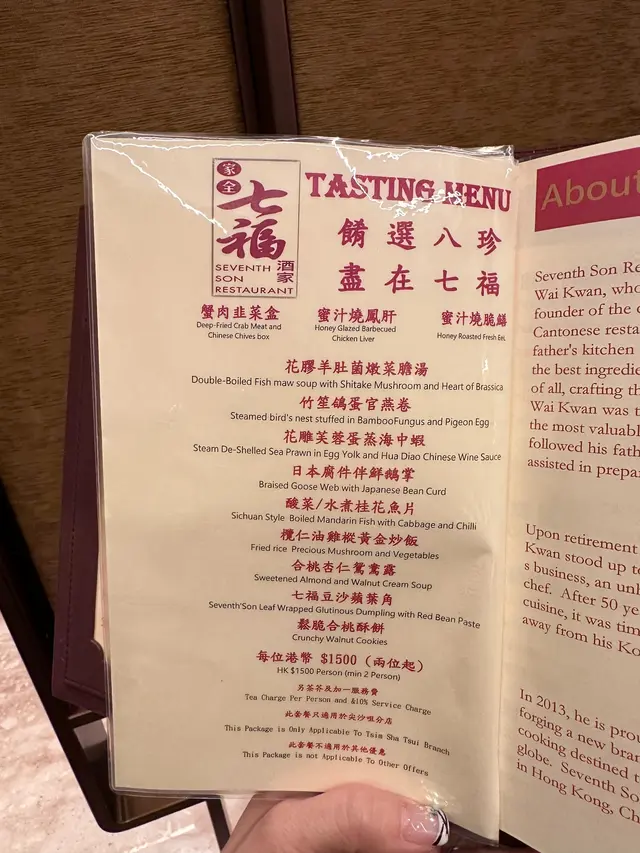 家
全
七
福
酒
家
SEVENTH
SON
RESTAURANT
TASTING MENU
餚選八珍
盡在七福
蟹肉韭菜盒
Deep-Fried Crab Meat and
Chinese Chives box
蜜汁燒鳳肝
Honey Glazed Barbecued
Chicken Liver
蜜汁燒脆鱔
Honey Roasted Fresh Eel
花膠羊肚菌燉菜膽湯
Double-Boiled Fish maw soup with Shitake Mushroom and Heart of Brassica
竹笙鴿蛋官燕卷
Steamed bird's nest stuffed in BambooFungus and Pigeon Egg
花雕芙蓉蛋蒸海中蝦
Steam De-Shelled Sea Prawn in Egg Yolk and Hua Diao Chinese Wine Sauce
日本腐件伴鮮鵝掌
Braised Goose Web with Japanese Bean Curd
酸菜/水煮桂花魚片
Sichuan Style Boiled Mandarin Fish with Cabbage and Chilli
欖仁油雞樅黃金炒飯
Fried rice Precious Mushroom and Vegetables
合桃杏仁鴛鴦露
Sweetened Almond and Walnut Cream Soup
七福豆沙蘋葉角
Seventh'Son Leaf Wrapped Glutinous Dumpling with Red Bean Paste
鬆脆合桃酥餅
Crunchy Walnut Cookies
每位港幣 $1500 (兩位起)
HK $1500 Person (min 2 Person)
另茶芥及加一服務費
Tea Charge Per Person and &10% Service Charge
此套餐只適用於尖沙咀分店
This Package is Only Applicable To Tsim Sha Tsui Branch
此套餐不適用於其他優惠
This Package is not Applicable To Other Offers
About
Seventh Son Re
Wai Kwan, who
founder of the
Cantonese resta
father's kitchen
the best ingredie
of all, crafting th
Wai Kwan was t
the most valuabl
followed his fath
assisted in prepa
Upon retirement
Kwan stood up to
s business, an unl
chef. After 50 ye
cuisine, it was tim
away from his Ko
In 2013, he is prou
forging a new bran
cooking destined t
globe. Seventh So
in Hong Kong, Ch